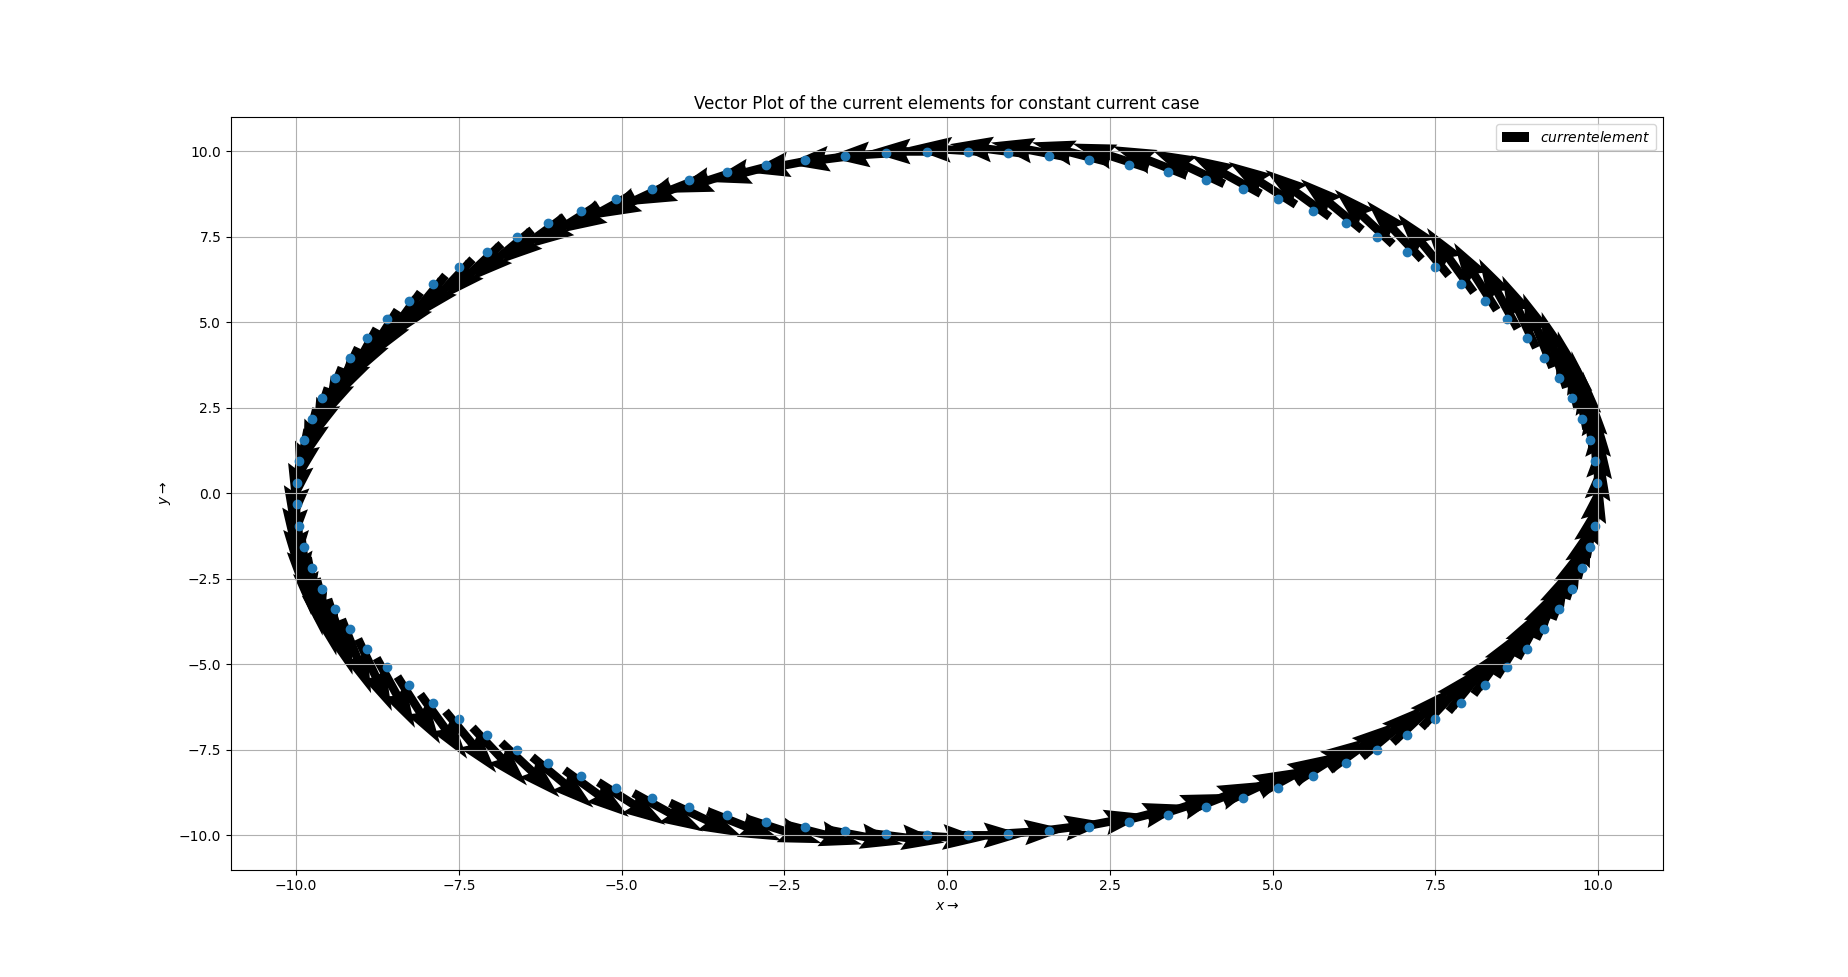 Vector Plot of the current elements for constant current case
currentelement
10.0
7.5
5.0
2.5
0.0
−2.5
−5.0
−7.5
−10.0
y →
−10.0 −7.5 −5.0 −2.5 0.0 2.5 5.0 7.5 10.0
x →